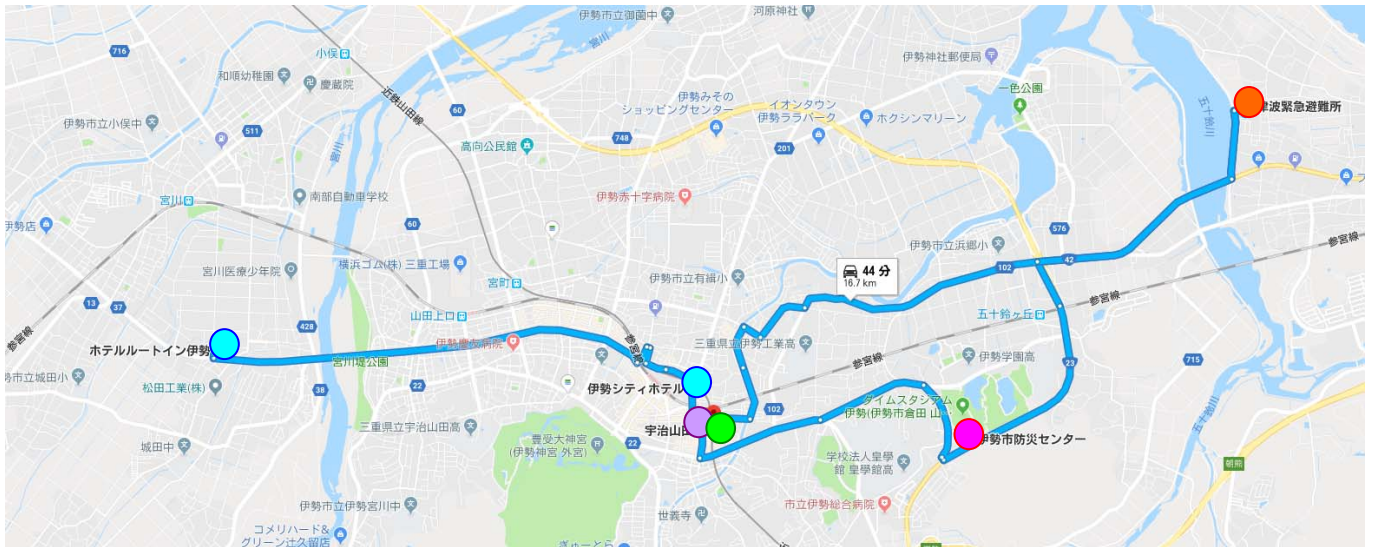 伊勢市立御薗中
河原神社
716
小俣
宮川
和順幼稚園
慶蔵院
伊勢神社郵便局
近鉄山田線
60
伊勢みその
ショッピングセンター
イオンタウン
伊勢ララパーク
ホクシンマリーン
一色公園
五十鈴川
津波緊急避難所
伊勢市立小俣中
511
宮川
748
201
高向公民館
南部自動車学校
伊勢赤十字病院
宮川
伊勢店
60
576
伊勢市立浜郷小
参宮線
宮川医療少年院
横浜ゴム(株) 三重工場
宮町
伊勢市立有緝小
44 分
16.7 km
102
42
13
37
参宮線
428
山田上口
参宮線
五十鈴ヶ丘
ホテルルートイン伊勢
宮川堤公園
伊勢慶友病院
参宮線
三重県立伊勢工業高
参宮線
伊勢学園高
23
715
勢市立城田小
松田工業(株)
38
22
伊勢シティホテル
102
ダイムスタジアム
伊勢(伊勢市倉田 山…
三重県立宇治山田高
宇治山田
伊勢市防災センター
五十鈴川
城田中
豊受大神宮
(伊勢神宮 外宮)
22
学校法人皇學
館 皇學館高
朝熊
伊勢市立伊勢宮川中
世義寺
市立伊勢総合病院
コメリハード&
グリーン辻久留店
ぎゅーとら